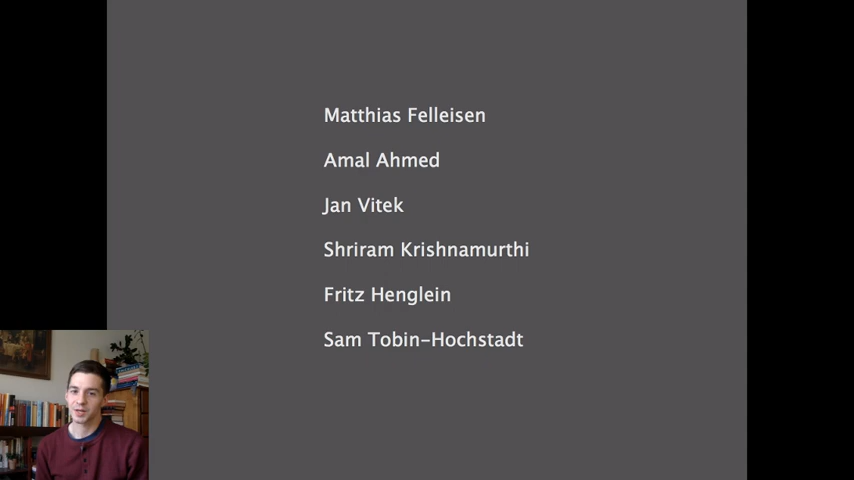 Matthias Felleisen
Amal Ahmed
Jan Vitek
Shriram Krishnamurthi
Fritz Henglein
Sam Tobin-Hochstadt